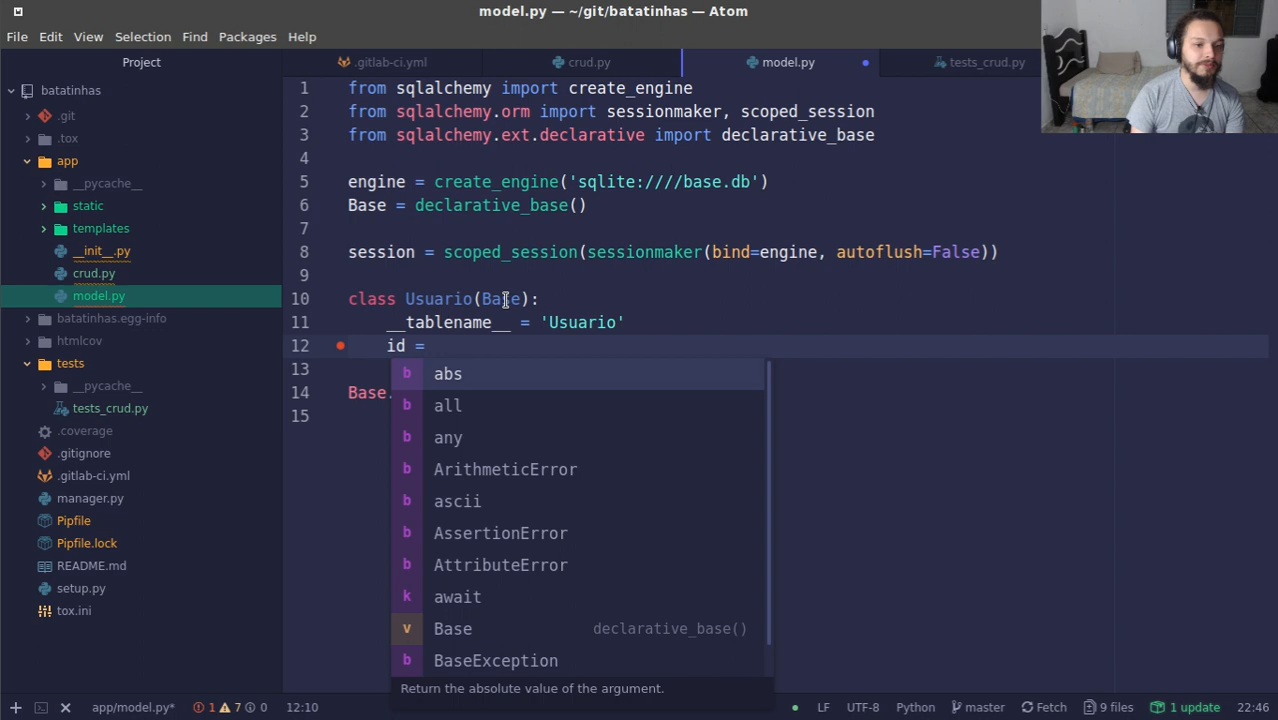 model.py — ~/git/batatinhas — Atom
File Edit View Selection Find Packages Help
Project
.gitlab-ci.yml
crud.py
model.py
tests_crud.py
batatinhas
.git
.tox
app
__pycache__
static
templates
__init__.py
crud.py
model.py
batatinhas.egg-info
htmlcov
tests
__pycache__
tests_crud.py
.coverage
.gitignore
.gitlab-ci.yml
manager.py
Pipfile
Pipfile.lock
README.md
setup.py
tox.ini
1 from sqlalchemy import create_engine
2 from sqlalchemy.orm import sessionmaker, scoped_session
3 from sqlalchemy.ext.declarative import declarative_base
4
5 engine = create_engine('sqlite:////base.db')
6 Base = declarative_base()
7
8 session = scoped_session(sessionmaker(bind=engine, autoflush=False))
9
10 class Usuario(Base):
11 __tablename__ = 'Usuario'
12 id =
13
14 Base.
15
b abs
b all
b any
b ArithmeticError
b ascii
b AssertionError
b AttributeError
k await
v Base declarative_base()
b BaseException
Return the absolute value of the argument.
app/model.py* 1 7 0 12:10 LF UTF-8 Python master Fetch 9 files 1 update 22:46